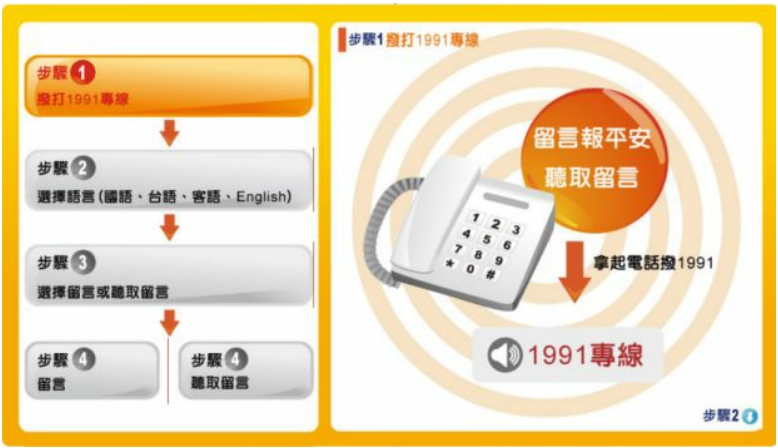 步驟1
撥打1991專線
步驟2
選擇語言(國語、台語、客語、English)
步驟3
選擇留言或聽取留言
步驟4
留言
步驟4
聽取留言
步驟1撥打1991專線
留言報平安
聽取留言
1 2 3
4 5 6
7 8 9
* 0 #
拿起電話撥1991
1991專線
步驟2